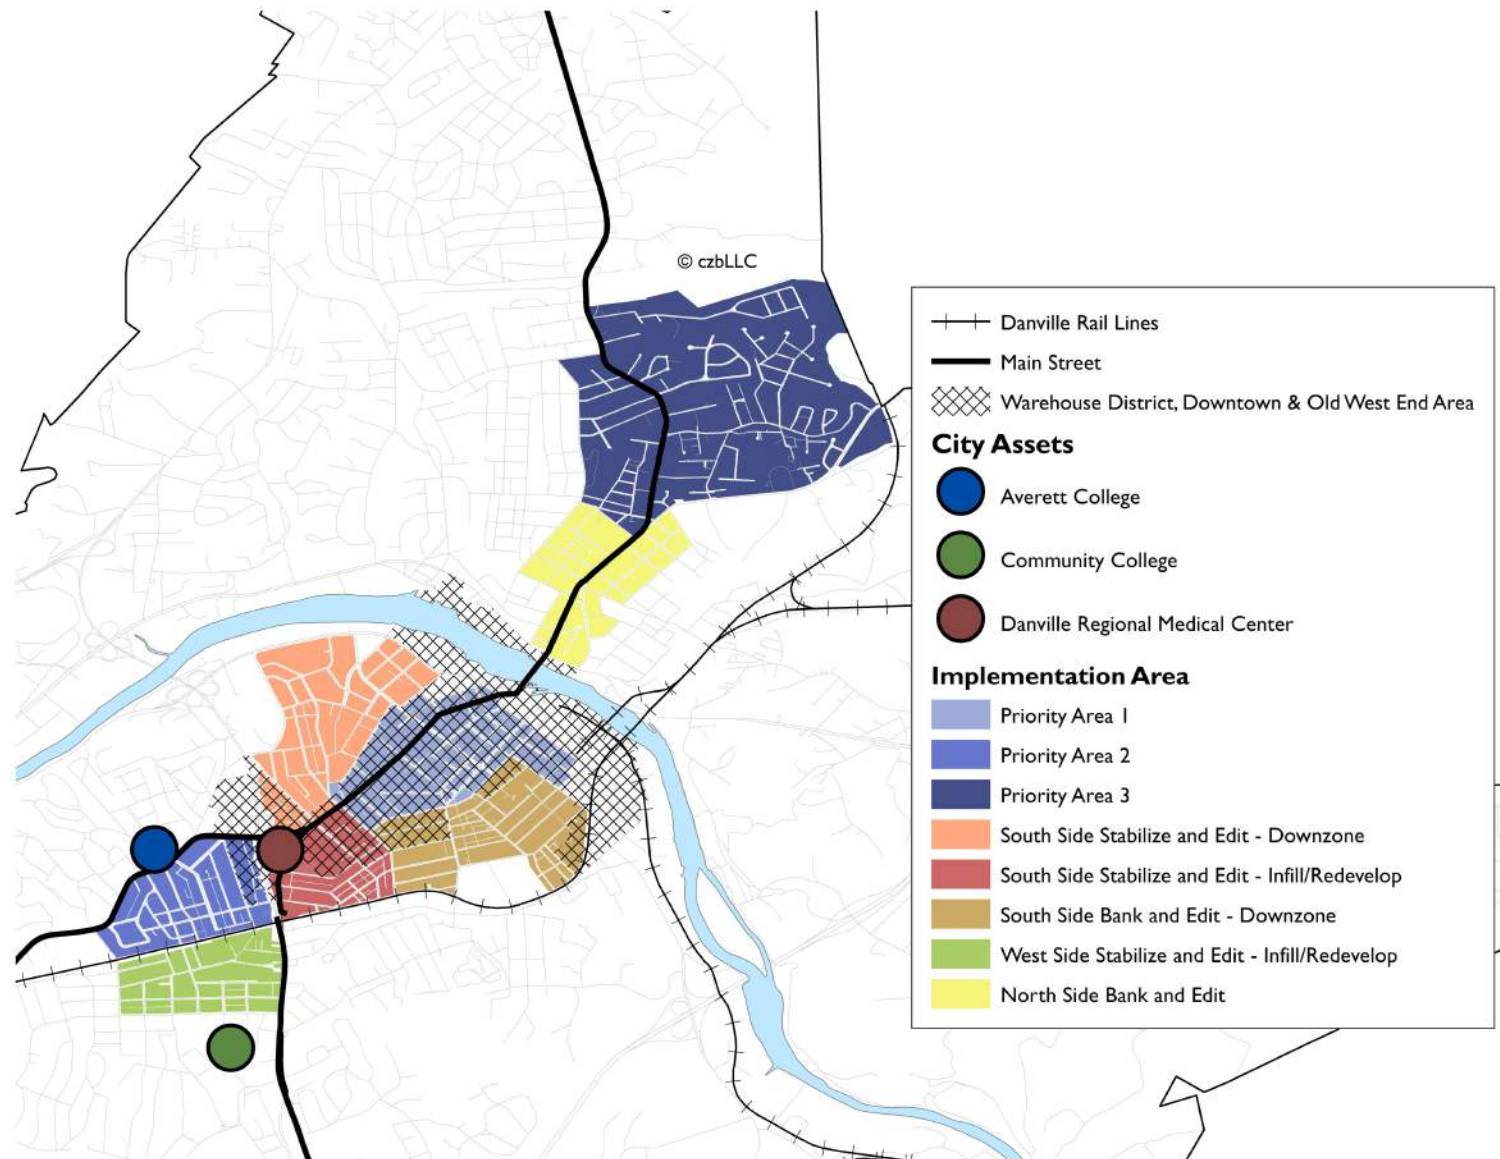 © czbLLC
Danville Rail Lines
Main Street
Warehouse District, Downtown & Old West End Area
City Assets
Averett College
Community College
Danville Regional Medical Center
Implementation Area
Priority Area 1
Priority Area 2
Priority Area 3
South Side Stabilize and Edit - Downzone
South Side Stabilize and Edit - Infill/Redevelop
South Side Bank and Edit - Downzone
West Side Stabilize and Edit - Infill/Redevelop
North Side Bank and Edit